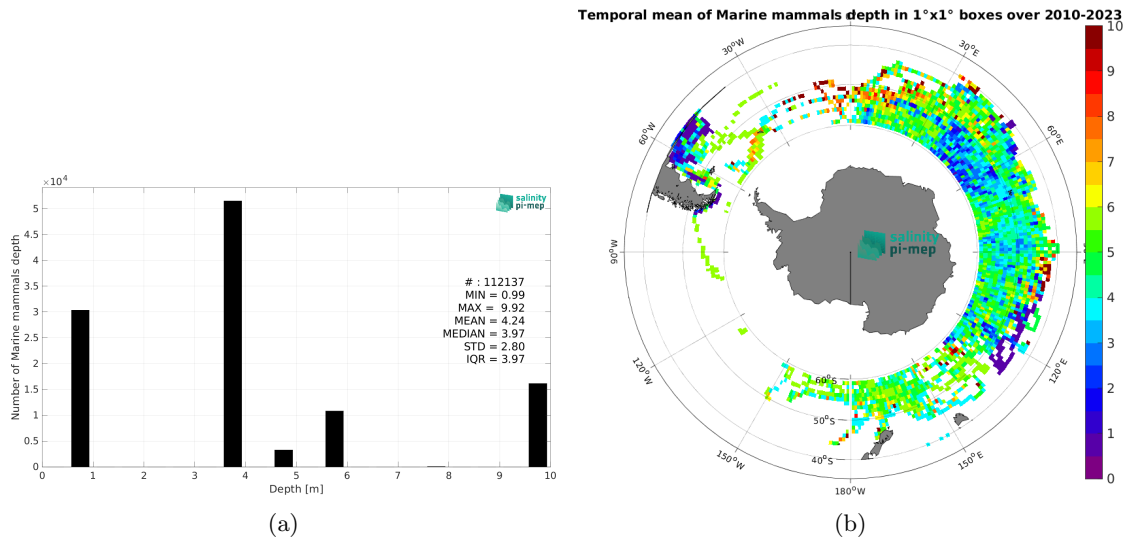 Temporal mean of Marine mammals depth in 1°x1° boxes over 2010-2023
×10⁴
5
4.5
4
3.5
3
2.5
2
1.5
1
0.5
0
Number of Marine mammals depth
salinity
pi-mep
# : 112137
MIN = 0.99
MAX = 9.92
MEAN = 4.24
MEDIAN = 3.97
STD = 2.80
IQR = 3.97
0 1 2 3 4 5 6 7 8 9 10
Depth [m]
(a)
30°W
30°E
60°W
60°E
90°W
120°W
120°E
150°W
150°E
180°W
60°S
50°S
40°S
salinity
pi-mep
10
9
8
7
6
5
4
3
2
1
0
(b)